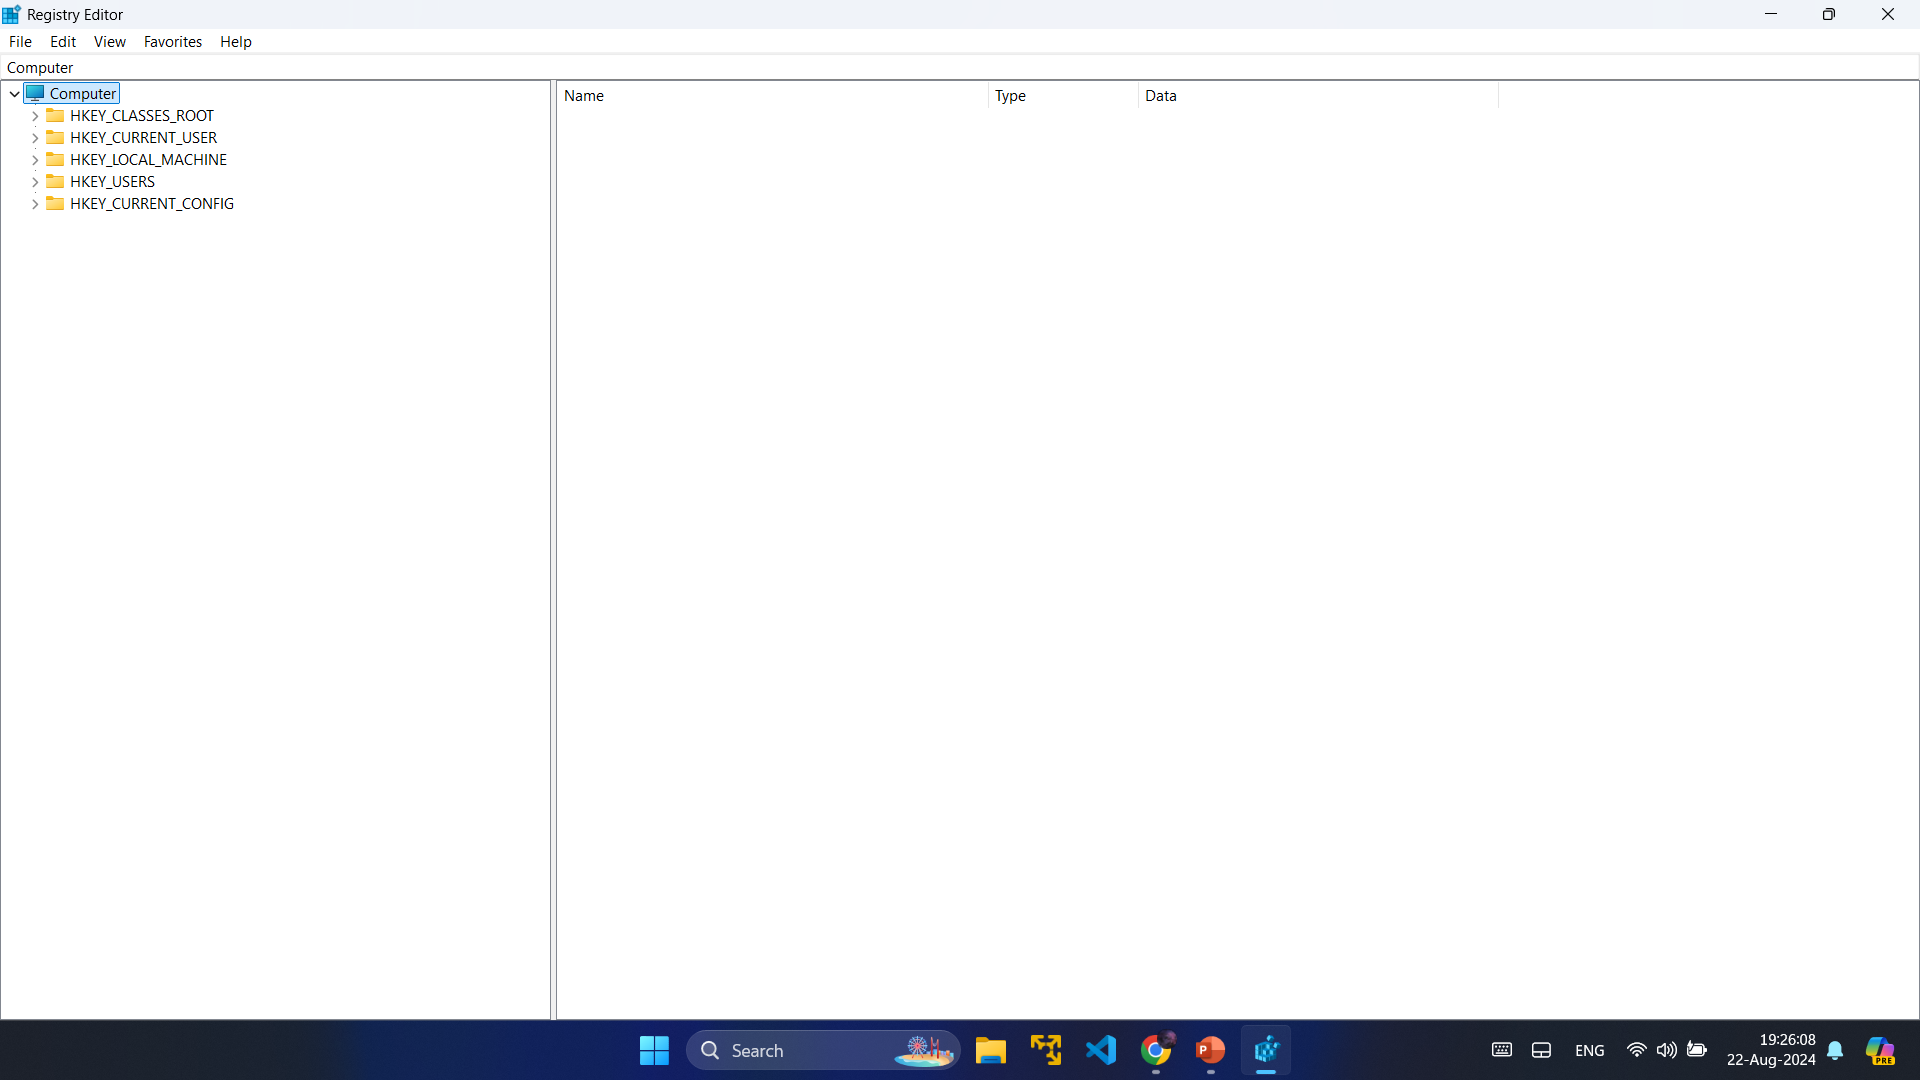 Registry Editor
File Edit View Favorites Help
Computer
Computer
HKEY_CLASSES_ROOT
HKEY_CURRENT_USER
HKEY_LOCAL_MACHINE
HKEY_USERS
HKEY_CURRENT_CONFIG
Name Type Data
Search
P
ENG
19:26:08
22-Aug-2024
PRE